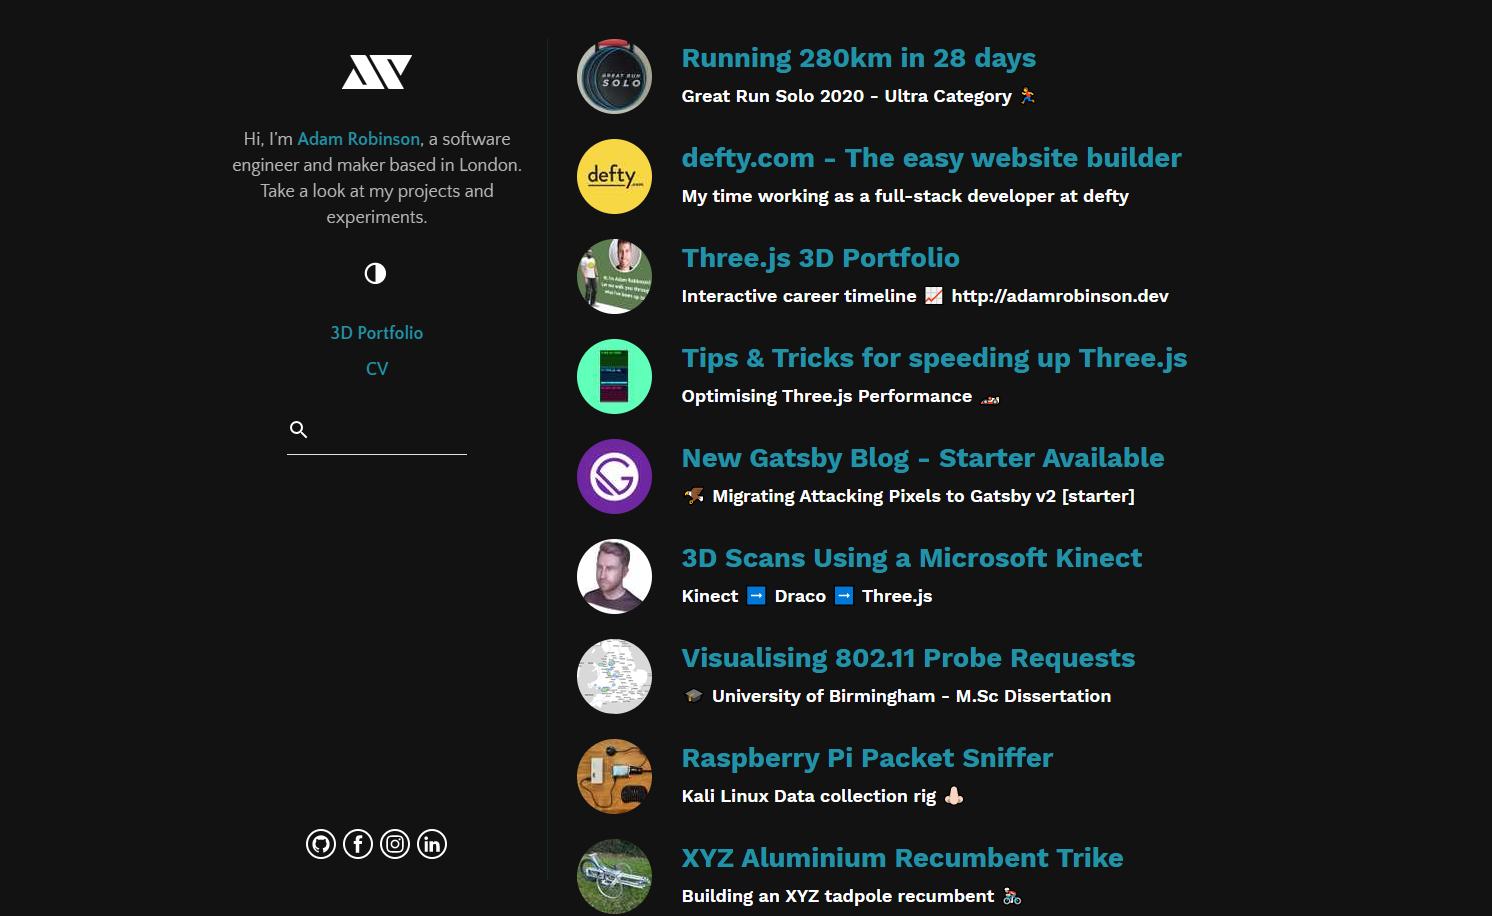 Hi, I'm Adam Robinson, a software
engineer and maker based in London.
Take a look at my projects and
experiments.
3D Portfolio
CV
GREAT RUN
SOLO
Running 280km in 28 days
Great Run Solo 2020 - Ultra Category 🏃
defty.com
defty.com - The easy website builder
My time working as a full-stack developer at defty
Three.js 3D Portfolio
Interactive career timeline 📈 http://adamrobinson.dev
Tips & Tricks for speeding up Three.js
Optimising Three.js Performance 🏎
New Gatsby Blog - Starter Available
Migrating Attacking Pixels to Gatsby v2 [starter]
3D Scans Using a Microsoft Kinect
Kinect ➡ Draco ➡ Three.js
Visualising 802.11 Probe Requests
🎓 University of Birmingham - M.Sc Dissertation
Raspberry Pi Packet Sniffer
Kali Linux Data collection rig 👃🏻
XYZ Aluminium Recumbent Trike
Building an XYZ tadpole recumbent 🚴